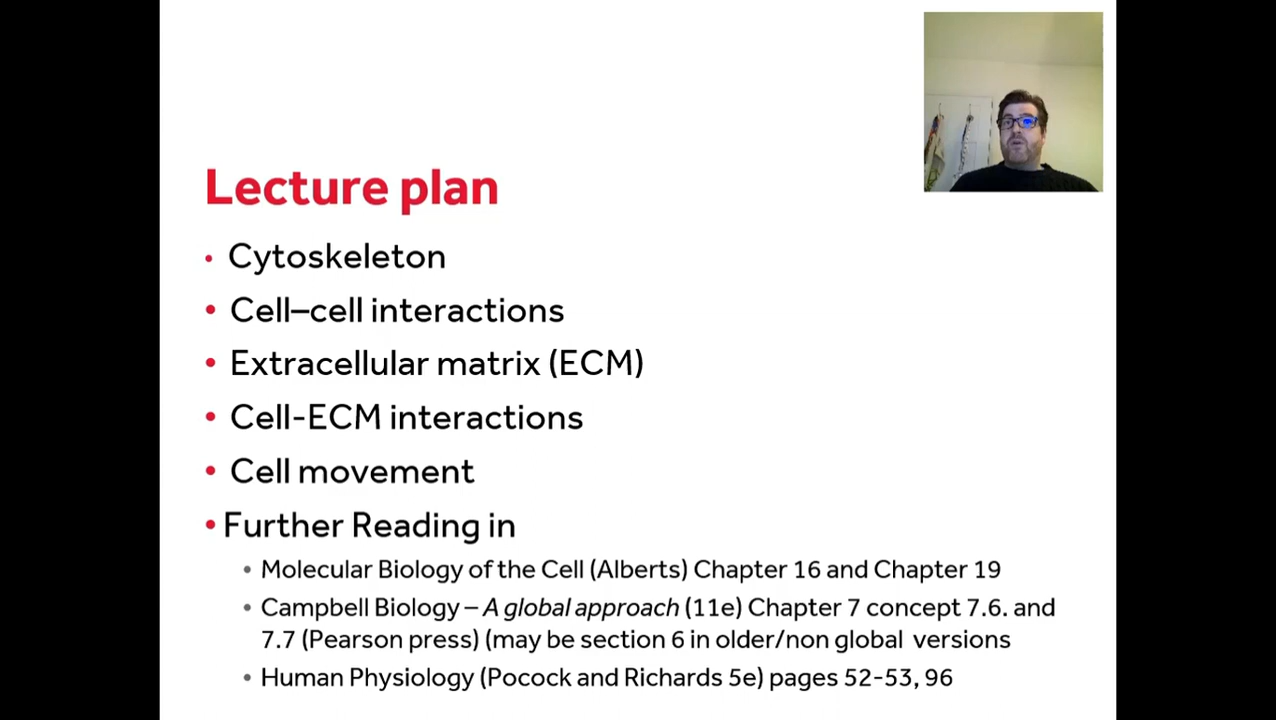 Lecture plan
• Cytoskeleton
• Cell–cell interactions
• Extracellular matrix (ECM)
• Cell-ECM interactions
• Cell movement
• Further Reading in
• Molecular Biology of the Cell (Alberts) Chapter 16 and Chapter 19
• Campbell Biology – A global approach (11e) Chapter 7 concept 7.6. and
7.7 (Pearson press) (may be section 6 in older/non global versions
• Human Physiology (Pocock and Richards 5e) pages 52-53, 96